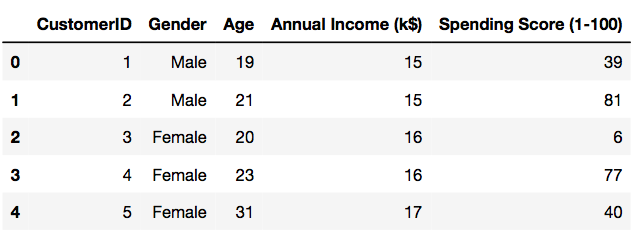 CustomerID Gender Age Annual Income (k$) Spending Score (1-100)
0 1 Male 19 15 39
1 2 Male 21 15 81
2 3 Female 20 16 6
3 4 Female 23 16 77
4 5 Female 31 17 40